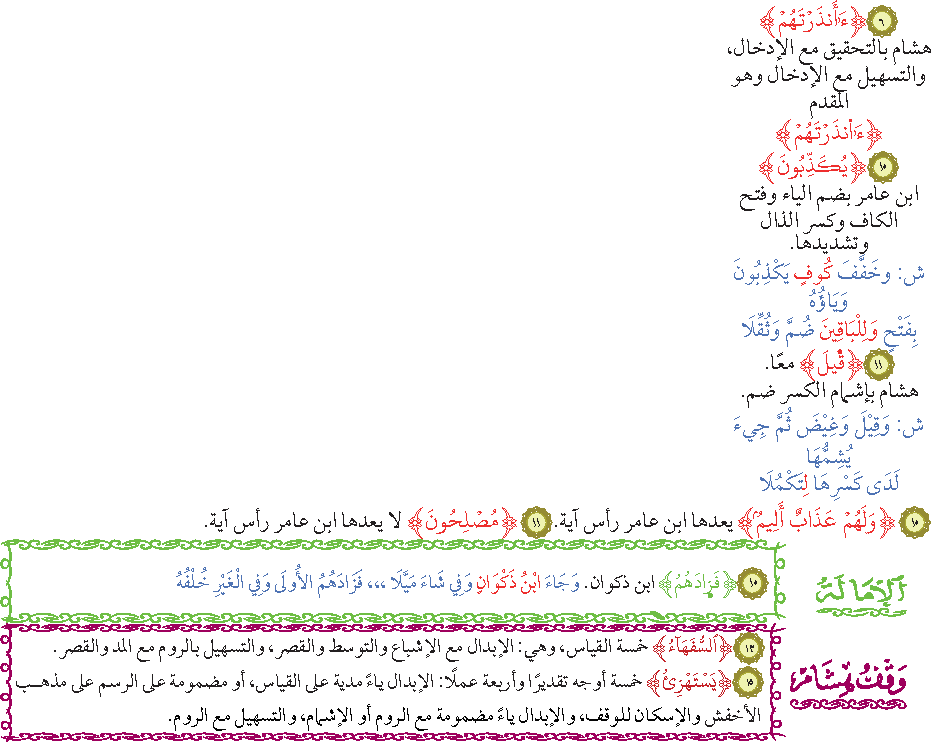 ٦ ﴿ءَاَ۬نذَرْتَهُمْ﴾
هشام بالتحقيق مع الإدخال،
والتسهيل مع الإدخال وهو
المقدم
﴿ءَاَ۬نذَرْتَهُمْ﴾
١٠ ﴿يُكَذِّبُونَ﴾
ابن عامر بضم الياء وفتح
الكاف وكسر الذال
وتشديدها.
ش: وخَفَّفَ كُوفٍ يَكْذِبُونَ
وَيَاؤُهُ
بِفَتْحٍ وَلِلْبَاقِينَ ضُمَّ وَثُقِّلَا
١١ ﴿قِيلَ﴾ معًا.
هشام بإشمام الكسر ضم.
ش: وَقِيْلَ وَغِيْضَ ثُمَّ جِيءَ
يُشِمُّهَا
لَدَى كَسْرِهَا لِتَكْمُلَا
١٠ ﴿وَلَهُمْ عَذَابٌ أَلِيمٌ﴾ يعدها ابن عامر رأس آية. ١١ ﴿مُصْلِحُونَ﴾ لا يعدها ابن عامر رأس آية.
الإمالة
١٠ ﴿فَزَادَهُمُ﴾ ابن ذكوان. وَجَاءَ ابْنُ ذَكْوَانٍ وَفِي شَاءَ مَيَّلَا ،،، فَزَادَهُمُ الأُولَى وَفِي الْغَيْرِ خُلْفُهُ
وقف هشام
١٣ ﴿اَلسُّفَهَآءُ﴾ خمسة القياس، وهي: الإبدال مع الإشباع والتوسط والقصر، والتسهيل بالروم مع المد والقصر.
١٥ ﴿يَسْتَهْزِئُ﴾ خمسة أوجه تقديرًا وأربعة عملًا: الإبدال ياءً مدية على القياس، أو مضمومة على الرسم على مذهب
الأخفش والإسكان للوقف، والإبدال ياءً مضمومة مع الروم أو الإشمام، والتسهيل مع الروم.